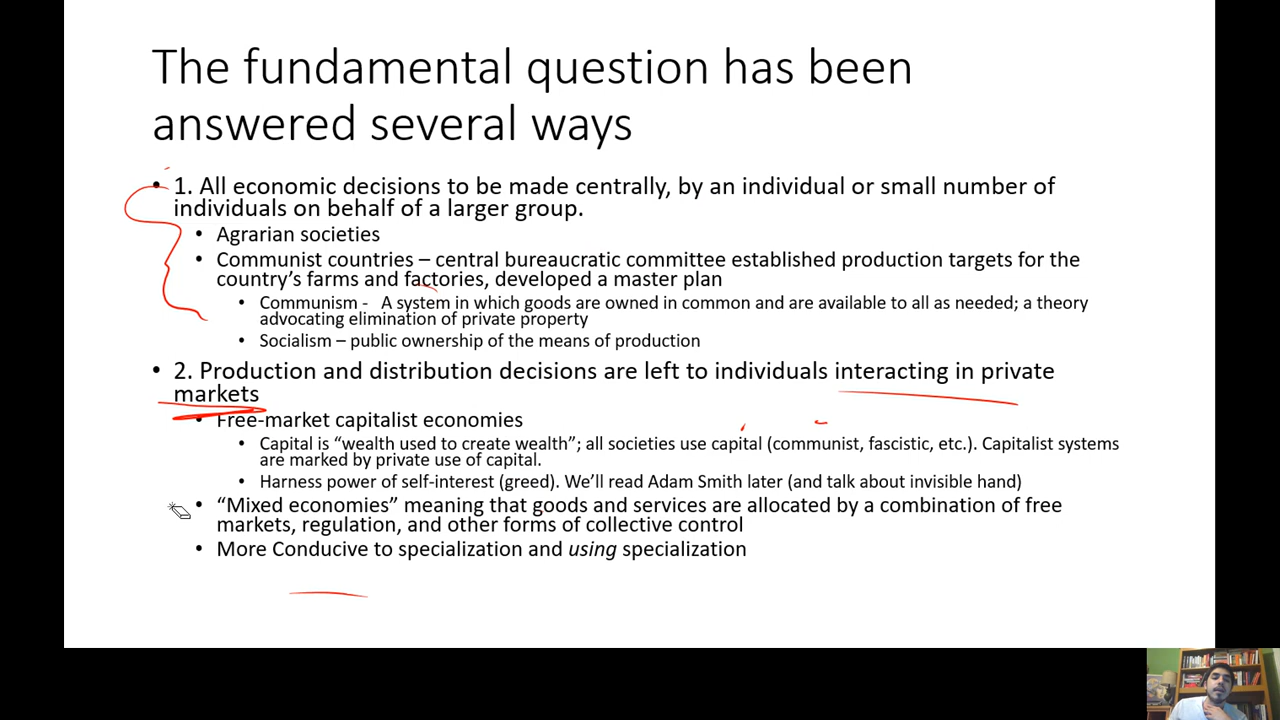 The fundamental question has been
answered several ways
• 1. All economic decisions to be made centrally, by an individual or small number of
individuals on behalf of a larger group.
• Agrarian societies
• Communist countries – central bureaucratic committee established production targets for the
country’s farms and factories, developed a master plan
• Communism - A system in which goods are owned in common and are available to all as needed; a theory
advocating elimination of private property
• Socialism – public ownership of the means of production
• 2. Production and distribution decisions are left to individuals interacting in private
markets
• Free-market capitalist economies
• Capital is “wealth used to create wealth”; all societies use capital (communist, fascistic, etc.). Capitalist systems
are marked by private use of capital.
• Harness power of self-interest (greed). We’ll read Adam Smith later (and talk about invisible hand)
• “Mixed economies” meaning that goods and services are allocated by a combination of free
markets, regulation, and other forms of collective control
• More Conducive to specialization and using specialization